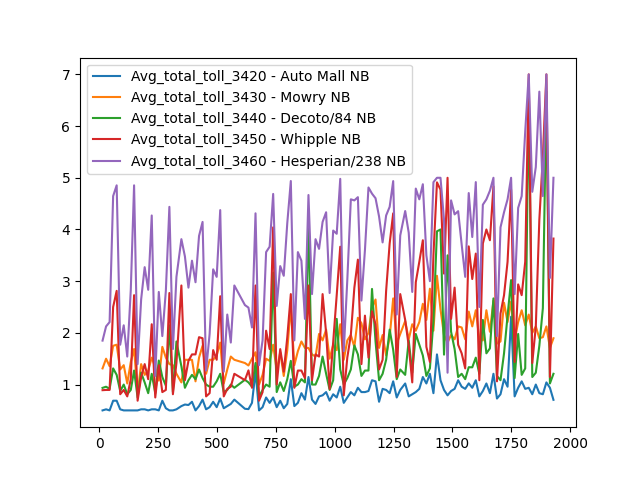 7
6
5
4
3
2
1
Avg_total_toll_3420 - Auto Mall NB
Avg_total_toll_3430 - Mowry NB
Avg_total_toll_3440 - Decoto/84 NB
Avg_total_toll_3450 - Whipple NB
Avg_total_toll_3460 - Hesperian/238 NB
0 250 500 750 1000 1250 1500 1750 2000